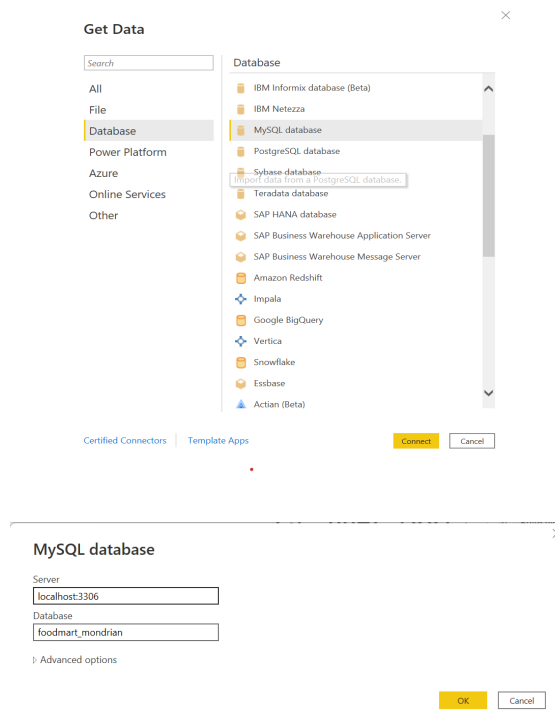 Get Data
Search
All
File
Database
Power Platform
Azure
Online Services
Other
Database
IBM Informix database (Beta)
IBM Netezza
MySQL database
PostgreSQL database
Sybase database
Import data from a PostgreSQL database.
Teradata database
SAP HANA database
SAP Business Warehouse Application Server
SAP Business Warehouse Message Server
Amazon Redshift
Impala
Google BigQuery
Vertica
Snowflake
Essbase
Actian (Beta)
Certified Connectors
Template Apps
Connect
Cancel
MySQL database
Server
localhost:3306
Database
foodmart_mondrian
Advanced options
OK
Cancel